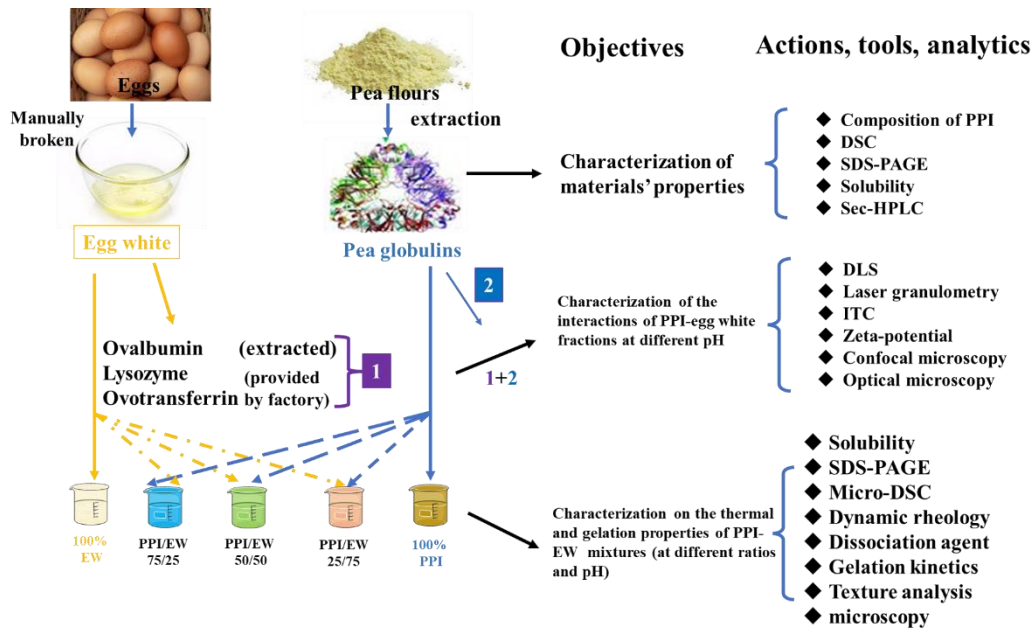 Objectives
Actions, tools, analytics
Eggs
Pea flours
Manually
broken
extraction
Egg white
Pea globulins
Characterization of
materials' properties
◆ Composition of PPI
◆ DSC
◆ SDS-PAGE
◆ Solubility
◆ Sec-HPLC
2
Ovalbumin (extracted)
Lysozyme (provided
Ovotransferrin by factory)
1
1+2
Characterization of the
interactions of PPI-egg white
fractions at different pH
◆ DLS
◆ Laser granulometry
◆ ITC
◆ Zeta-potential
◆ Confocal microscopy
◆ Optical microscopy
100%
EW
PPI/EW
75/25
PPI/EW
50/50
PPI/EW
25/75
100%
PPI
Characterization on the thermal
and gelation properties of PPI-
EW mixtures (at different ratios
and pH)
◆ Solubility
◆ SDS-PAGE
◆ Micro-DSC
◆ Dynamic rheology
◆ Dissociation agent
◆ Gelation kinetics
◆ Texture analysis
◆ microscopy